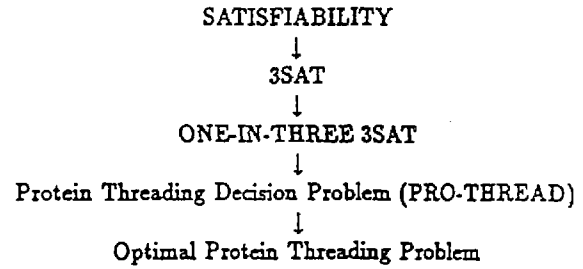 SATISFIABILITY
↓
3SAT
↓
ONE-IN-THREE 3SAT
↓
Protein Threading Decision Problem (PRO-THREAD)
↓
Optimal Protein Threading Problem